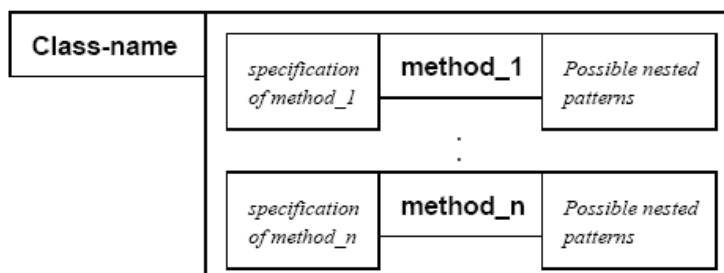 Class-name
specification
of method_1
method_1
Possible nested
patterns
:
specification
of method_n
method_n
Possible nested
patterns